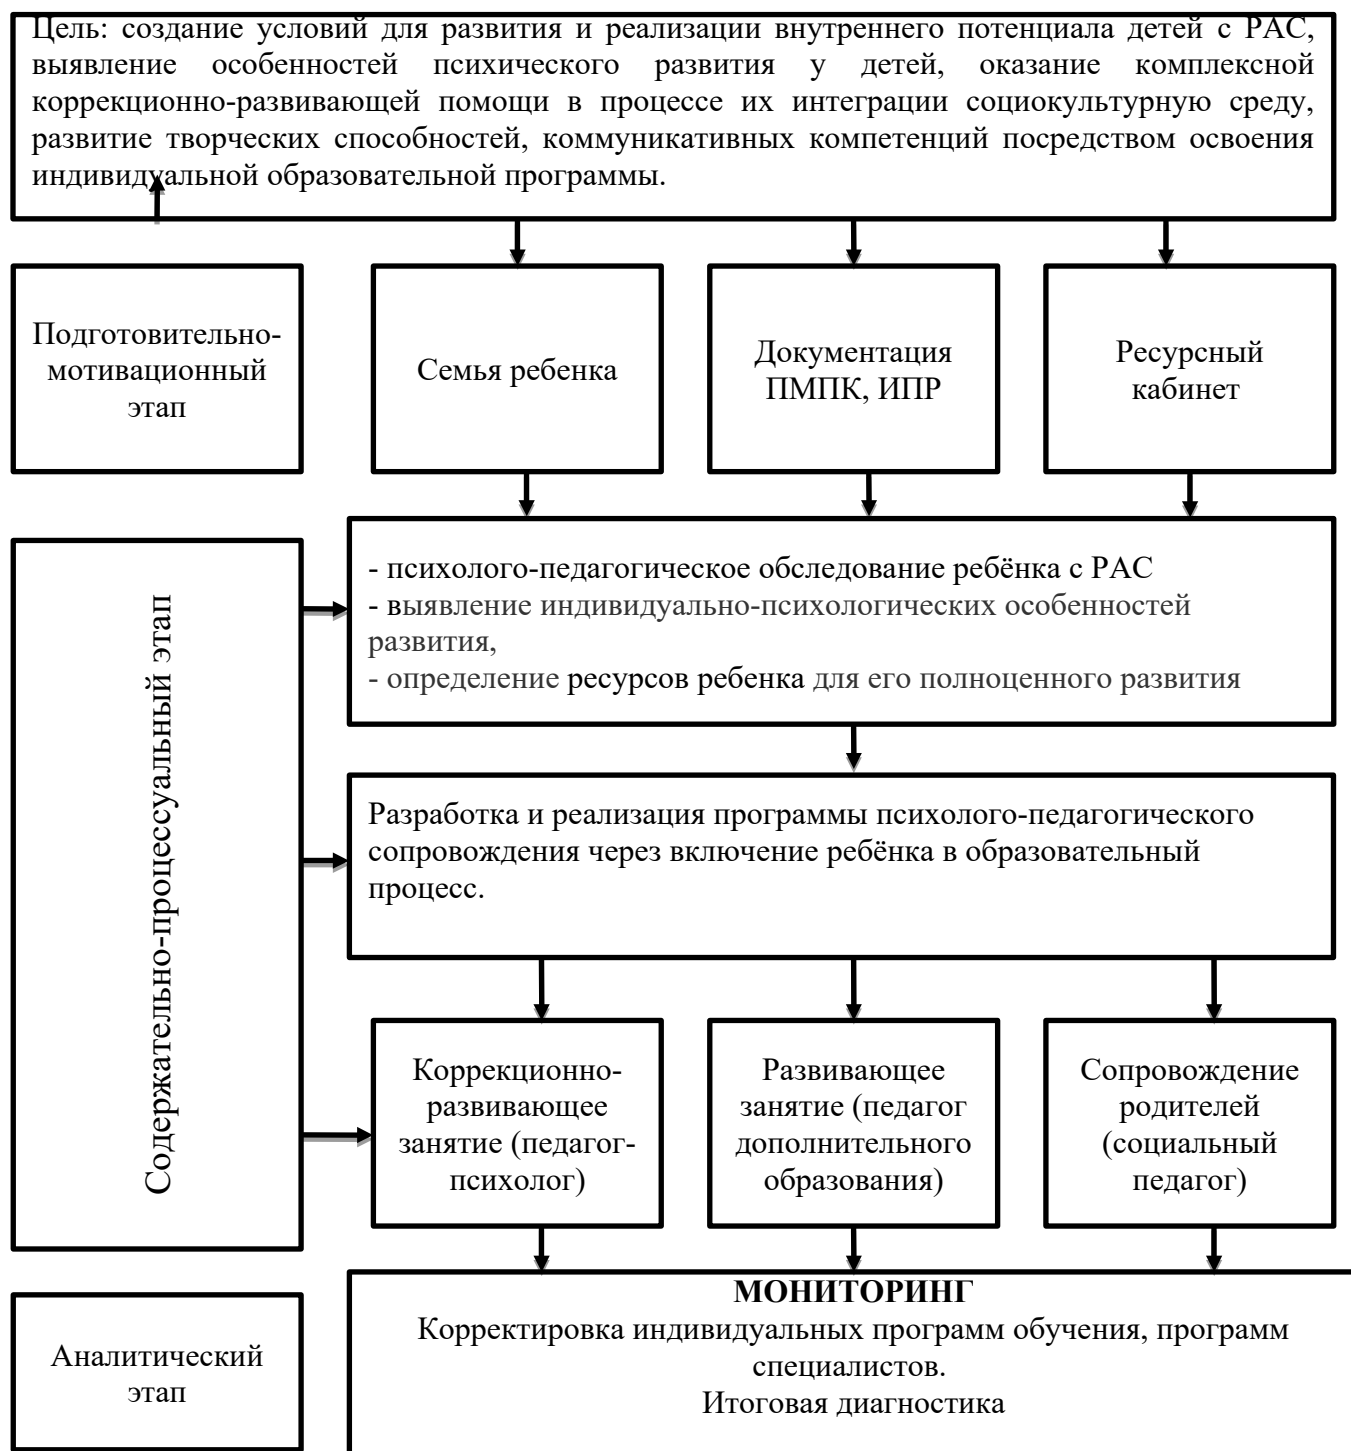 Цель: создание условий для развития и реализации внутреннего потенциала детей с РАС,
выявление особенностей психического развития у детей, оказание комплексной
коррекционно-развивающей помощи в процессе их интеграции социокультурную среду,
развитие творческих способностей, коммуникативных компетенций посредством освоения
индивидуальной образовательной программы.
Подготовительно-
мотивационный
этап
Семья ребенка
Документация
ПМПК, ИПР
Ресурсный
кабинет
Содержательно-процессуальный этап
- психолого-педагогическое обследование ребёнка с РАС
- выявление индивидуально-психологических особенностей
развития,
- определение ресурсов ребенка для его полноценного развития
Разработка и реализация программы психолого-педагогического
сопровождения через включение ребёнка в образовательный
процесс.
Коррекционно-
развивающее
занятие (педагог-
психолог)
Развивающее
занятие (педагог
дополнительного
образования)
Сопровождение
родителей
(социальный
педагог)
Аналитический
этап
МОНИТОРИНГ
Корректировка индивидуальных программ обучения, программ
специалистов.
Итоговая диагностика